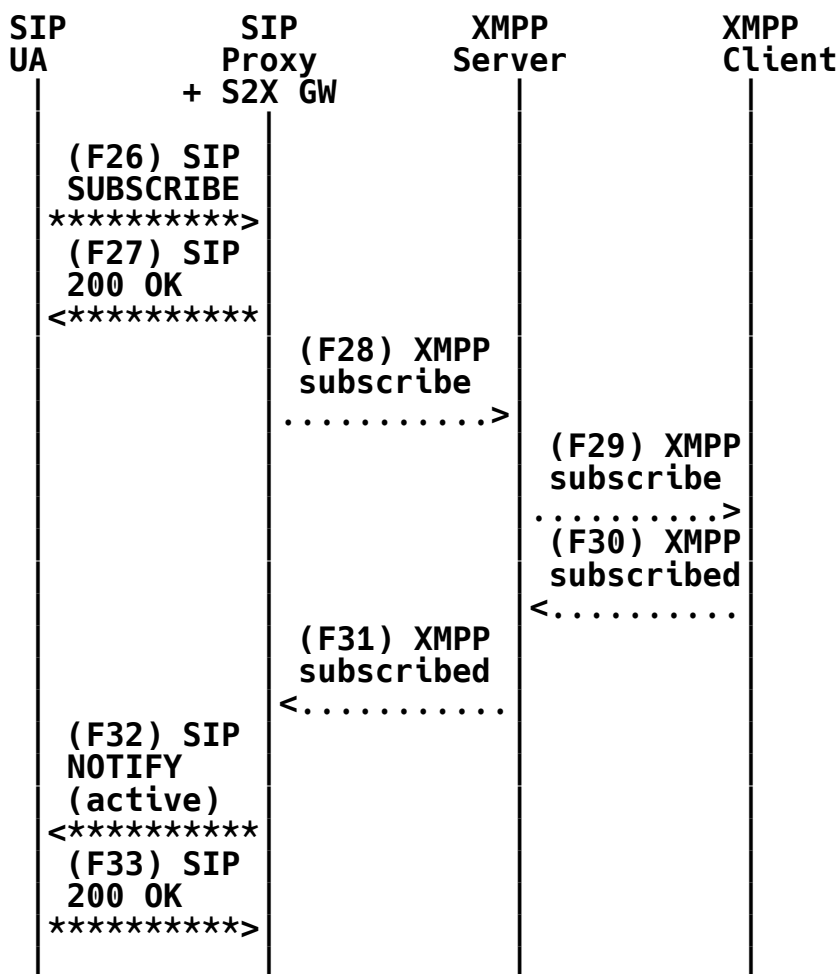 SIP SIP XMPP XMPP
UA Proxy Server Client
+ S2X GW
(F26) SIP
SUBSCRIBE
**********>
(F27) SIP
200 OK
<**********
(F28) XMPP
subscribe
...........>
(F29) XMPP
subscribe
..........>
(F30) XMPP
subscribed
<..........
(F31) XMPP
subscribed
<...........
(F32) SIP
NOTIFY
(active)
<**********
(F33) SIP
200 OK
**********>